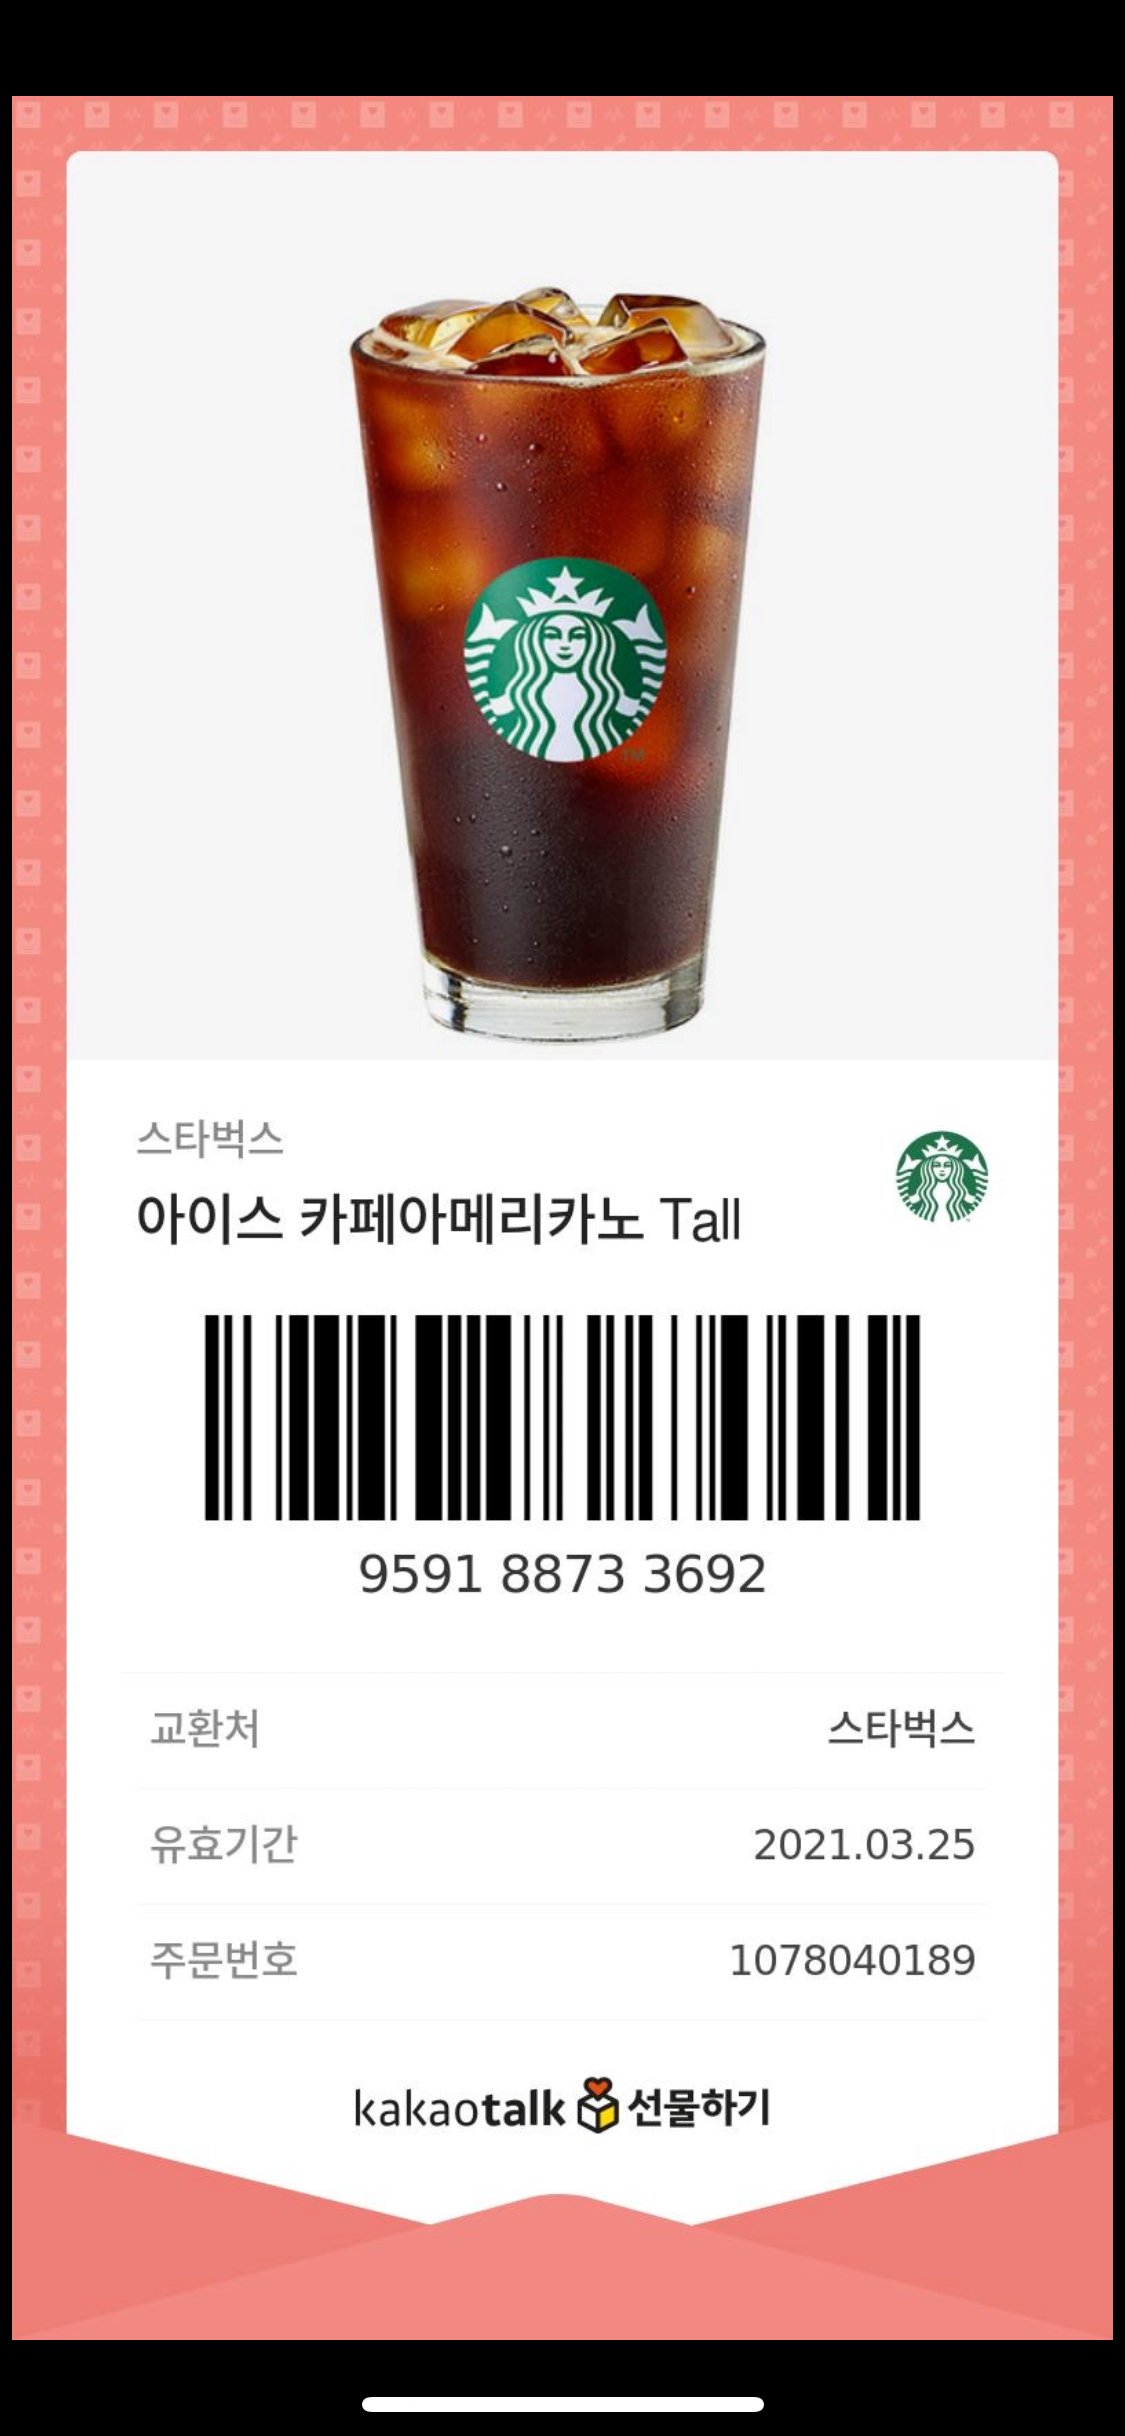 TM
스타벅스
아이스 카페아메리카노 Tall
9591 8873 3692
교환처 스타벅스
유효기간 2021.03.25
주문번호 1078040189
kakaotalk 선물하기